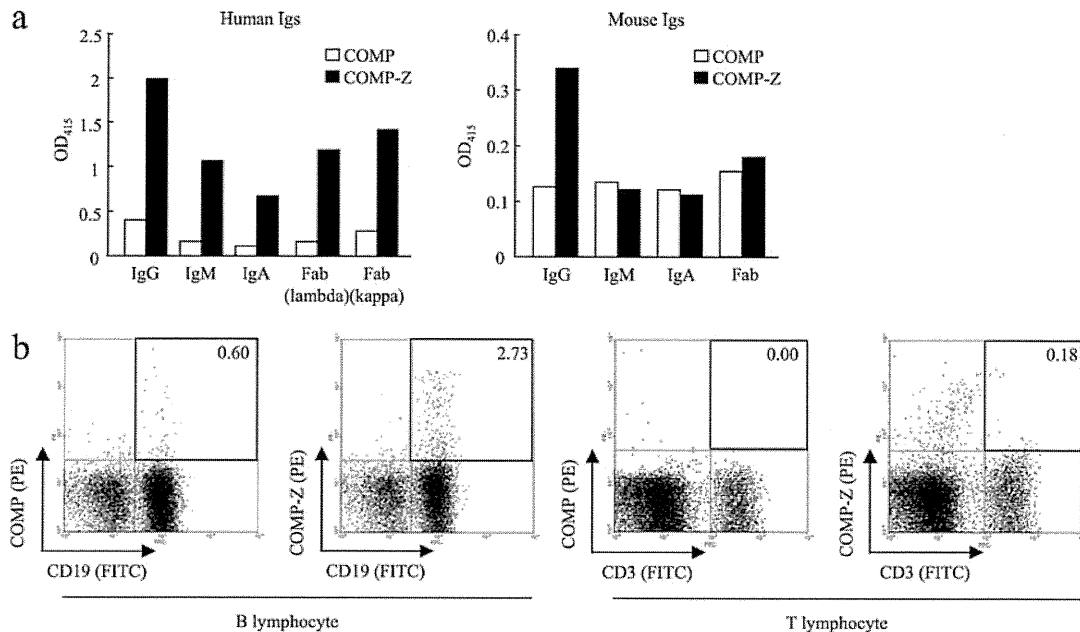 a
Human Igs
COMP
COMP-Z
OD415
2
1.5
1
0.5
0
IgG IgM IgA Fab Fab
(lambda)(kappa)
Mouse Igs
COMP
COMP-Z
OD415
0.4
0.3
0.2
0.1
0
IgG IgM IgA Fab
b
0.60
COMP (PE)
CD19 (FITC)
2.73
COMP-Z (PE)
CD19 (FITC)
0.00
COMP (PE)
CD3 (FITC)
0.18
COMP-Z (PE)
CD3 (FITC)
B lymphocyte
T lymphocyte